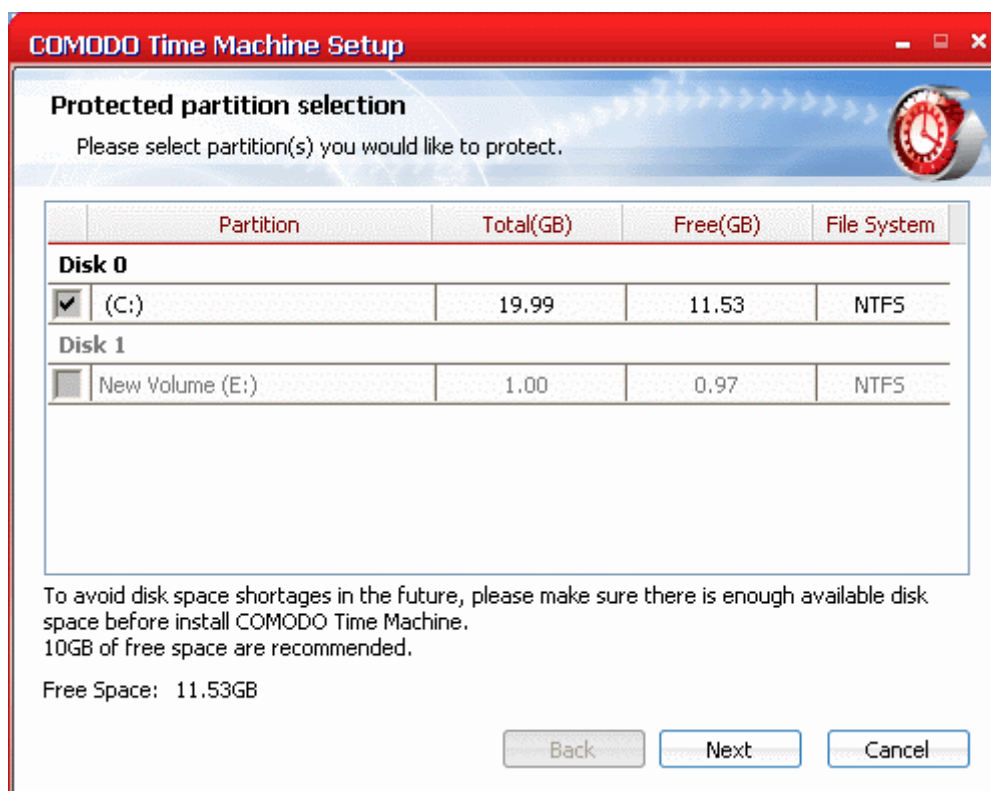 COMODO Time Machine Setup
Protected partition selection
Please select partition(s) you would like to protect.
Partition Total(GB) Free(GB) File System
Disk 0
(C:) 19.99 11.53 NTFS
Disk 1
New Volume (E:) 1.00 0.97 NTFS
To avoid disk space shortages in the future, please make sure there is enough available disk
space before install COMODO Time Machine.
10GB of free space are recommended.
Free Space: 11.53GB
Back Next Cancel